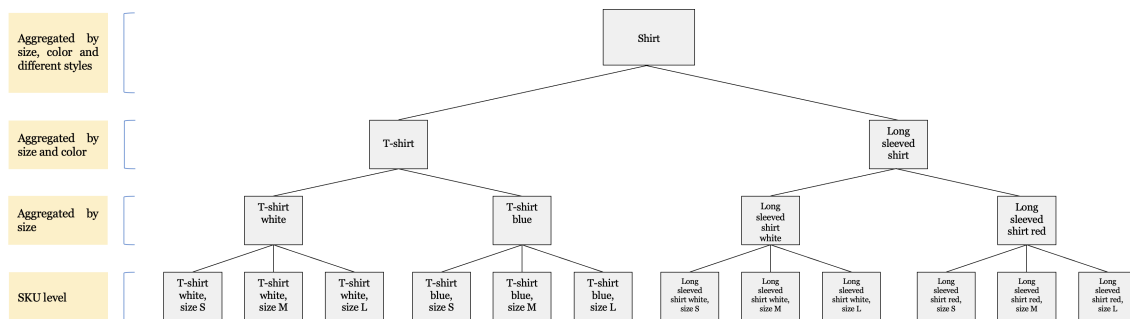 Aggregated by
size, color and
different styles
Shirt
Aggregated by
size and color
T-shirt
Long
sleeved
shirt
Aggregated by
size
T-shirt
white
T-shirt
blue
Long
sleeved
shirt
white
Long
sleeved
shirt red
SKU level
T-shirt
white,
size S
T-shirt
white,
size M
T-shirt
white,
size L
T-shirt
blue,
size S
T-shirt
blue,
size M
T-shirt
blue,
size L
Long
sleeved
shirt white,
size S
Long
sleeved
shirt white,
size M
Long
sleeved
shirt white,
size L
Long
sleeved
shirt red,
size S
Long
sleeved
shirt red,
size M
Long
sleeved
shirt red,
size L